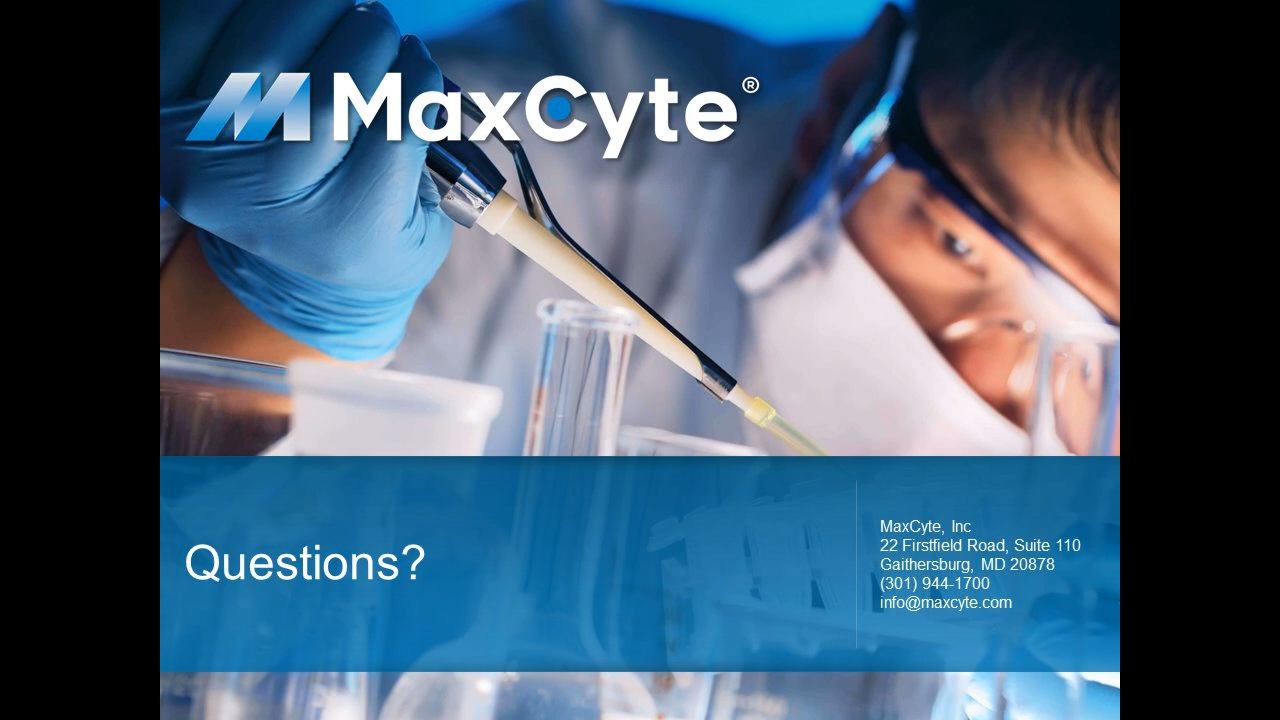 MaxCyte®
Questions?
MaxCyte, Inc
22 Firstfield Road, Suite 110
Gaithersburg, MD 20878
(301) 944-1700
info@maxcyte.com